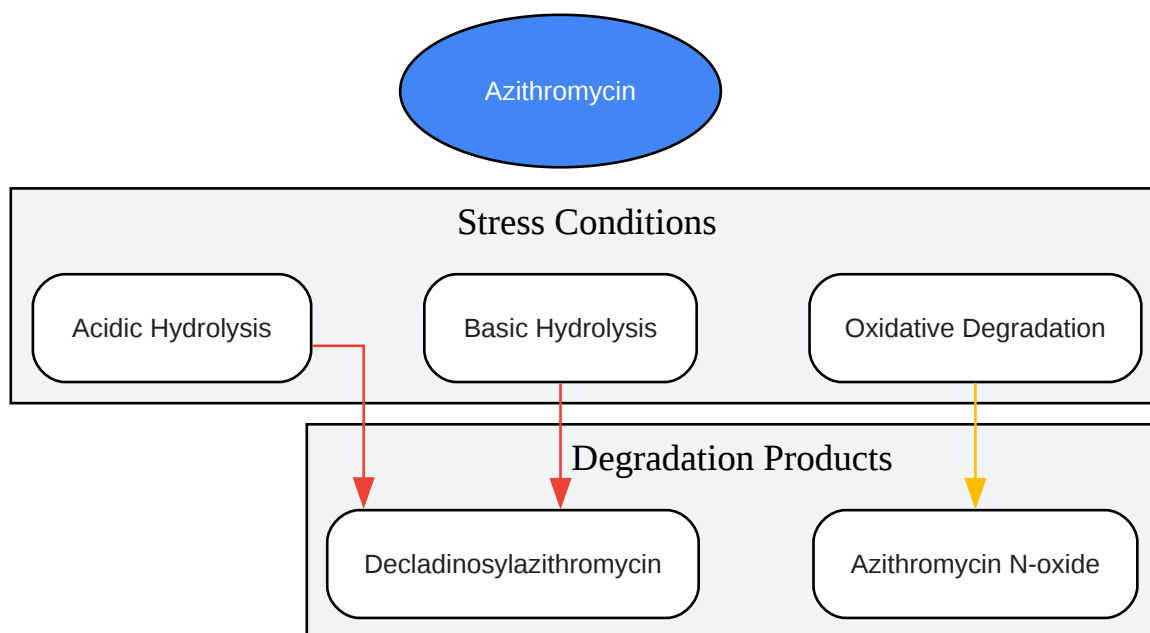 Azithromycin
Stress Conditions
Acidic Hydrolysis
Basic Hydrolysis
Oxidative Degradation
Degradation Products
Decladinosylazithromycin
Azithromycin N-oxide